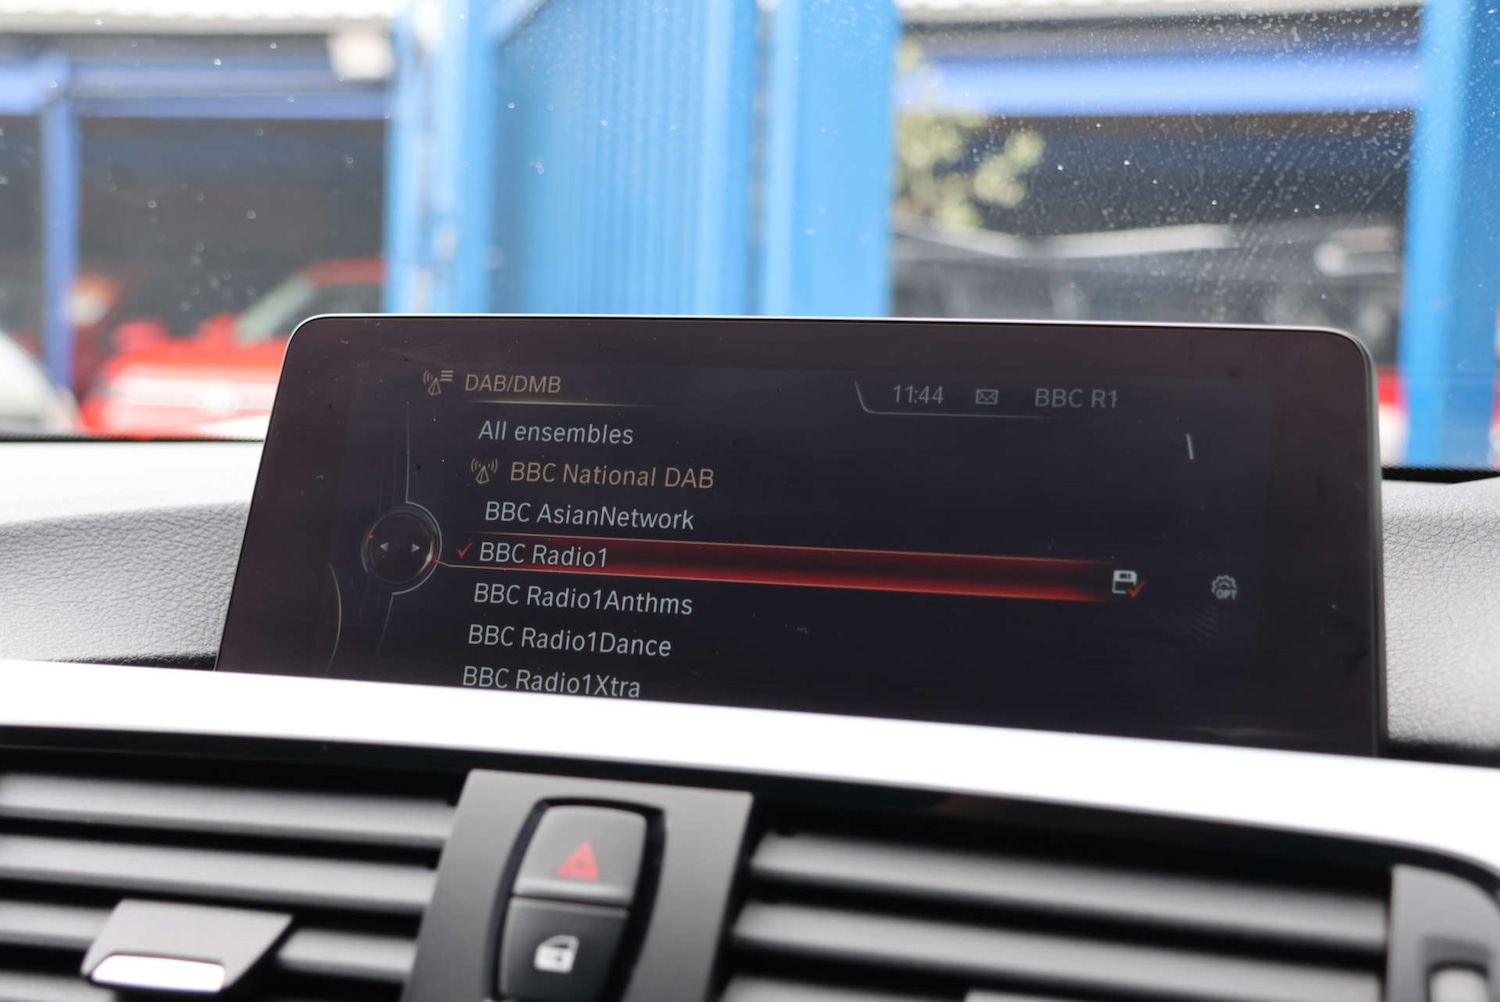 DAB/DMB
11:44 BBC R1
All ensembles
BBC National DAB
BBC AsianNetwork
BBC Radio1
OPT
BBC Radio1Anthms
BBC Radio1Dance
BBC Radio1Xtra